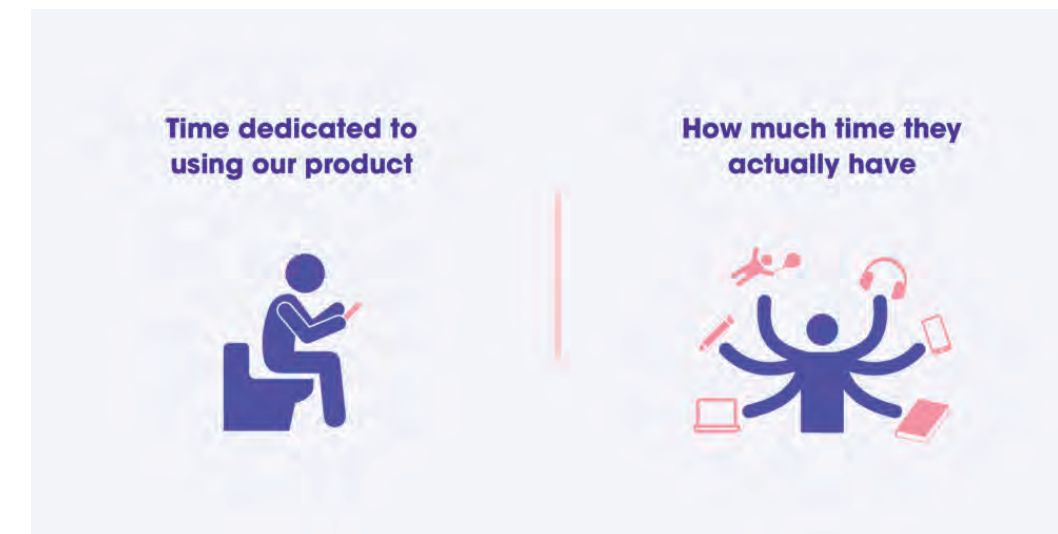 Time dedicated to
using our product
How much time they
actually have